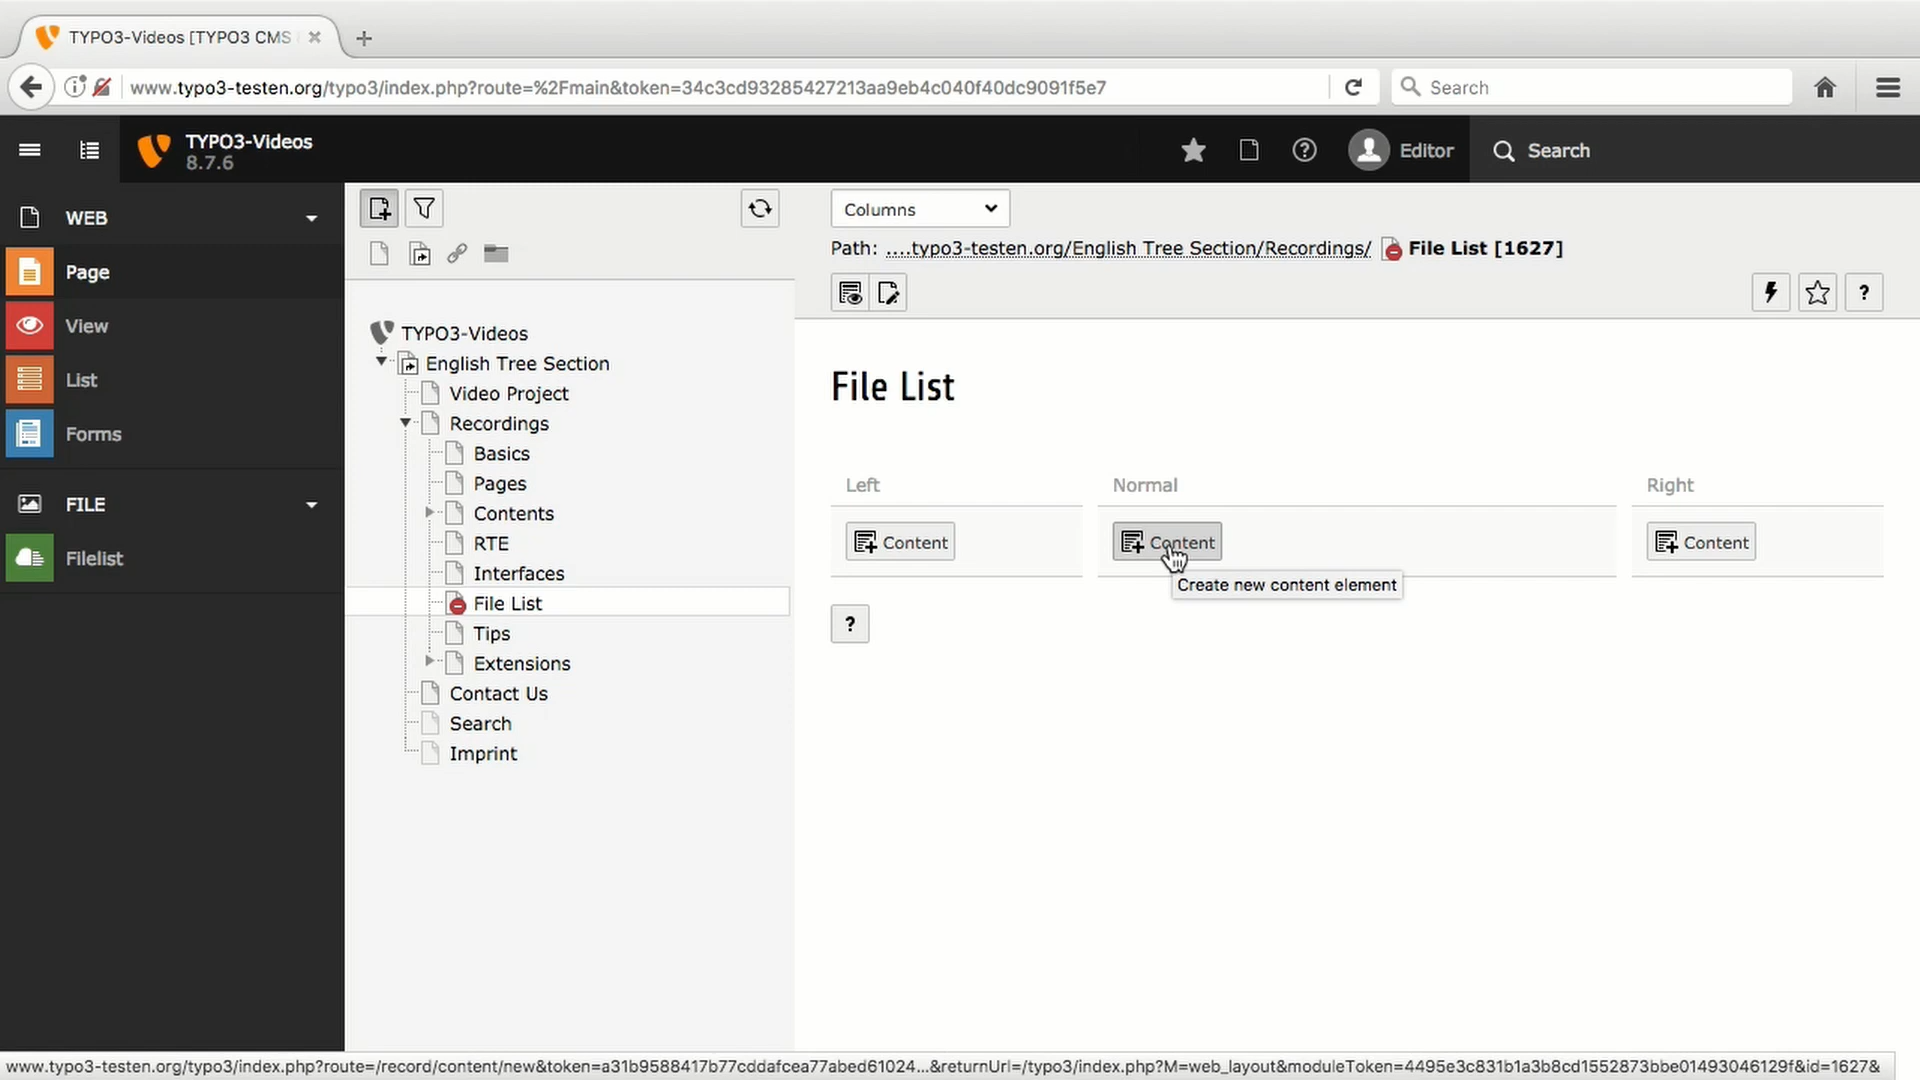 TYPO3-Videos [TYPO3 CMS
www.typo3-testen.org/typo3/index.php?route=%2Fmain&token=34c3cd93285427213aa9eb4c040f40dc9091f5e7
Search
TYPO3-Videos
8.7.6
Editor
Search
WEB
Page
View
List
Forms
FILE
Filelist
TYPO3-Videos
English Tree Section
Video Project
Recordings
Basics
Pages
Contents
RTE
Interfaces
File List
Tips
Extensions
Contact Us
Search
Imprint
Columns
Path: ....typo3-testen.org/English Tree Section/Recordings/ File List [1627]
?
File List
Left
Normal
Right
Content
Content
Content
Create new content element
?
www.typo3-testen.org/typo3/index.php?route=/record/content/new&token=a31b9588417b77cddafcea77abed61024...&returnUrl=/typo3/index.php?M=web_layout&moduleToken=4495e3c831b1a3b8cd1552873bbe01493046129f&id=1627&